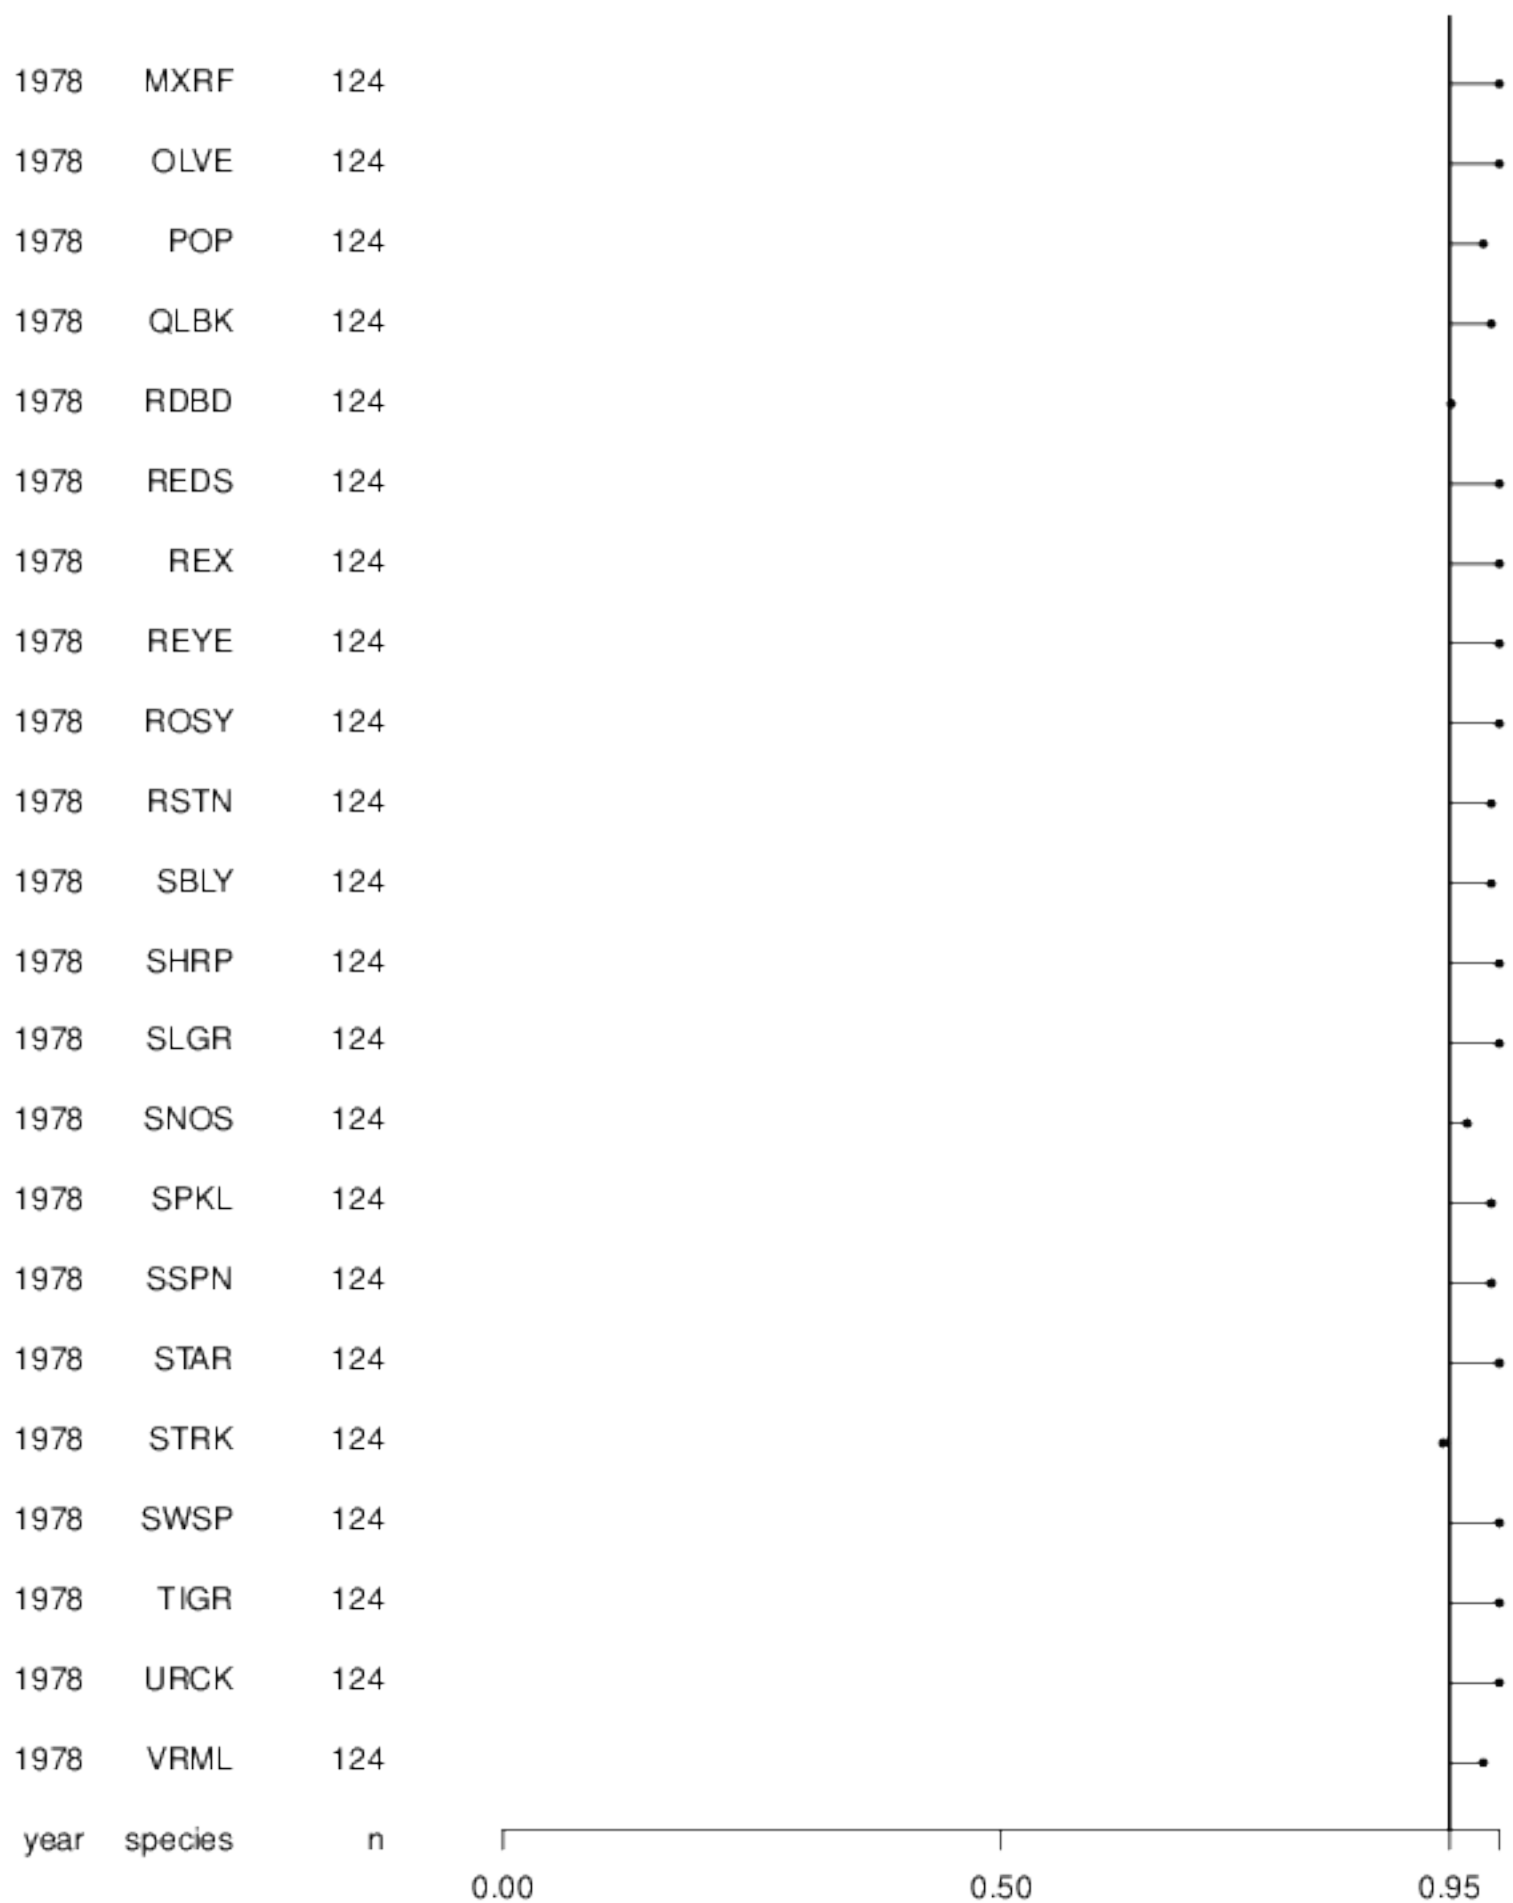 1978 MXRF 124
1978 OLVE 124
1978 POP 124
1978 QLBK 124
1978 RDBD 124
1978 REDS 124
1978 REX 124
1978 REYE 124
1978 ROSY 124
1978 RSTN 124
1978 SBLY 124
1978 SHRP 124
1978 SLGR 124
1978 SNOS 124
1978 SPKL 124
1978 SSPN 124
1978 STAR 124
1978 STRK 124
1978 SWSP 124
1978 TIGR 124
1978 URCK 124
1978 VRML 124
year species n
0.00 0.50 0.95